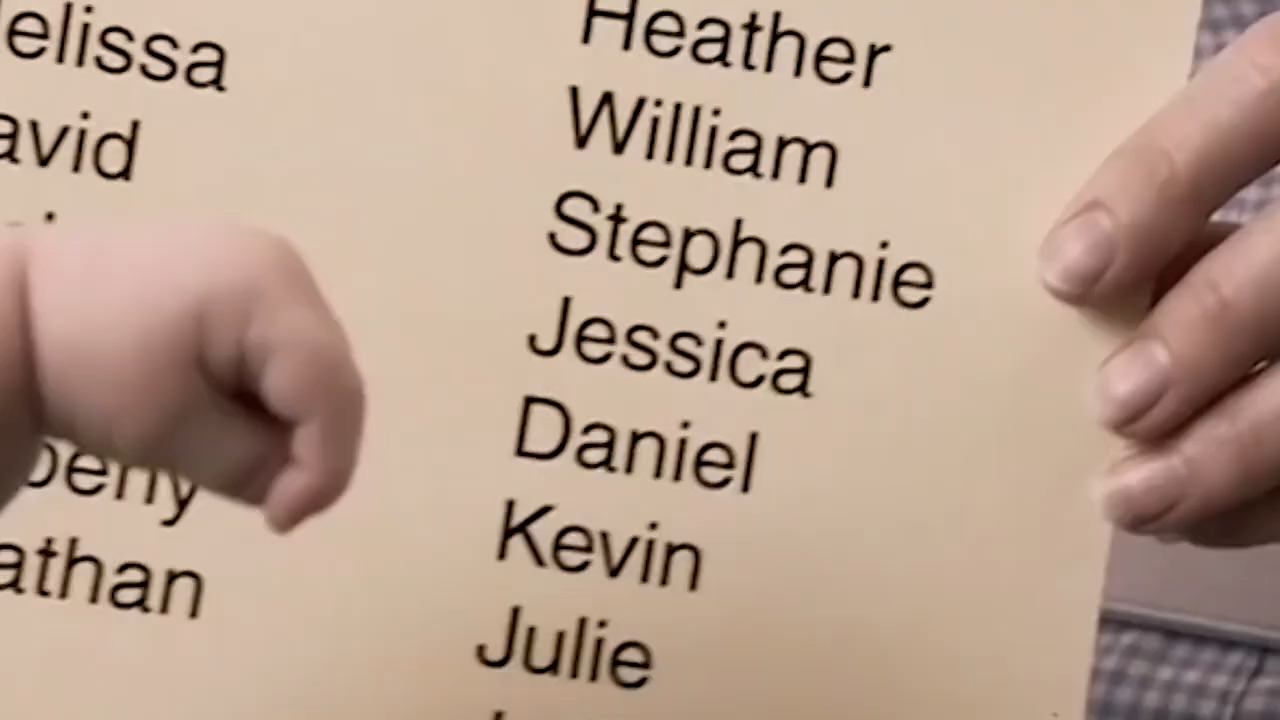 elissa
avid
athan
Heather
William
Stephanie
Jessica
Daniel
Kevin
Julie